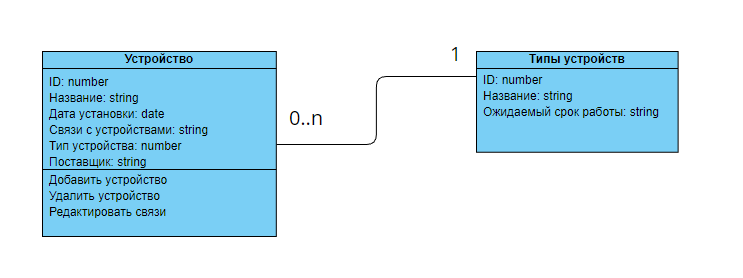 Устройство
ID: number
Название: string
Дата установки: date
Связи с устройствами: string
Тип устройства: number
Поставщик: string
Добавить устройство
Удалить устройство
Редактировать связи
0..n
1
Типы устройств
ID: number
Название: string
Ожидаемый срок работы: string